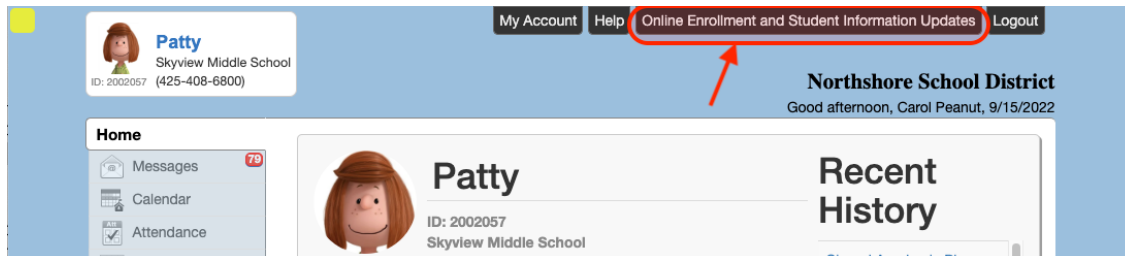 My Account Help Online Enrollment and Student Information Updates Logout
Patty
Skyview Middle School
ID: 2002057 (425-408-6800)
Northshore School District
Good afternoon, Carol Peanut, 9/15/2022
Home
Messages 79
Calendar
Attendance
Patty
ID: 2002057
Skyview Middle School
Recent
History